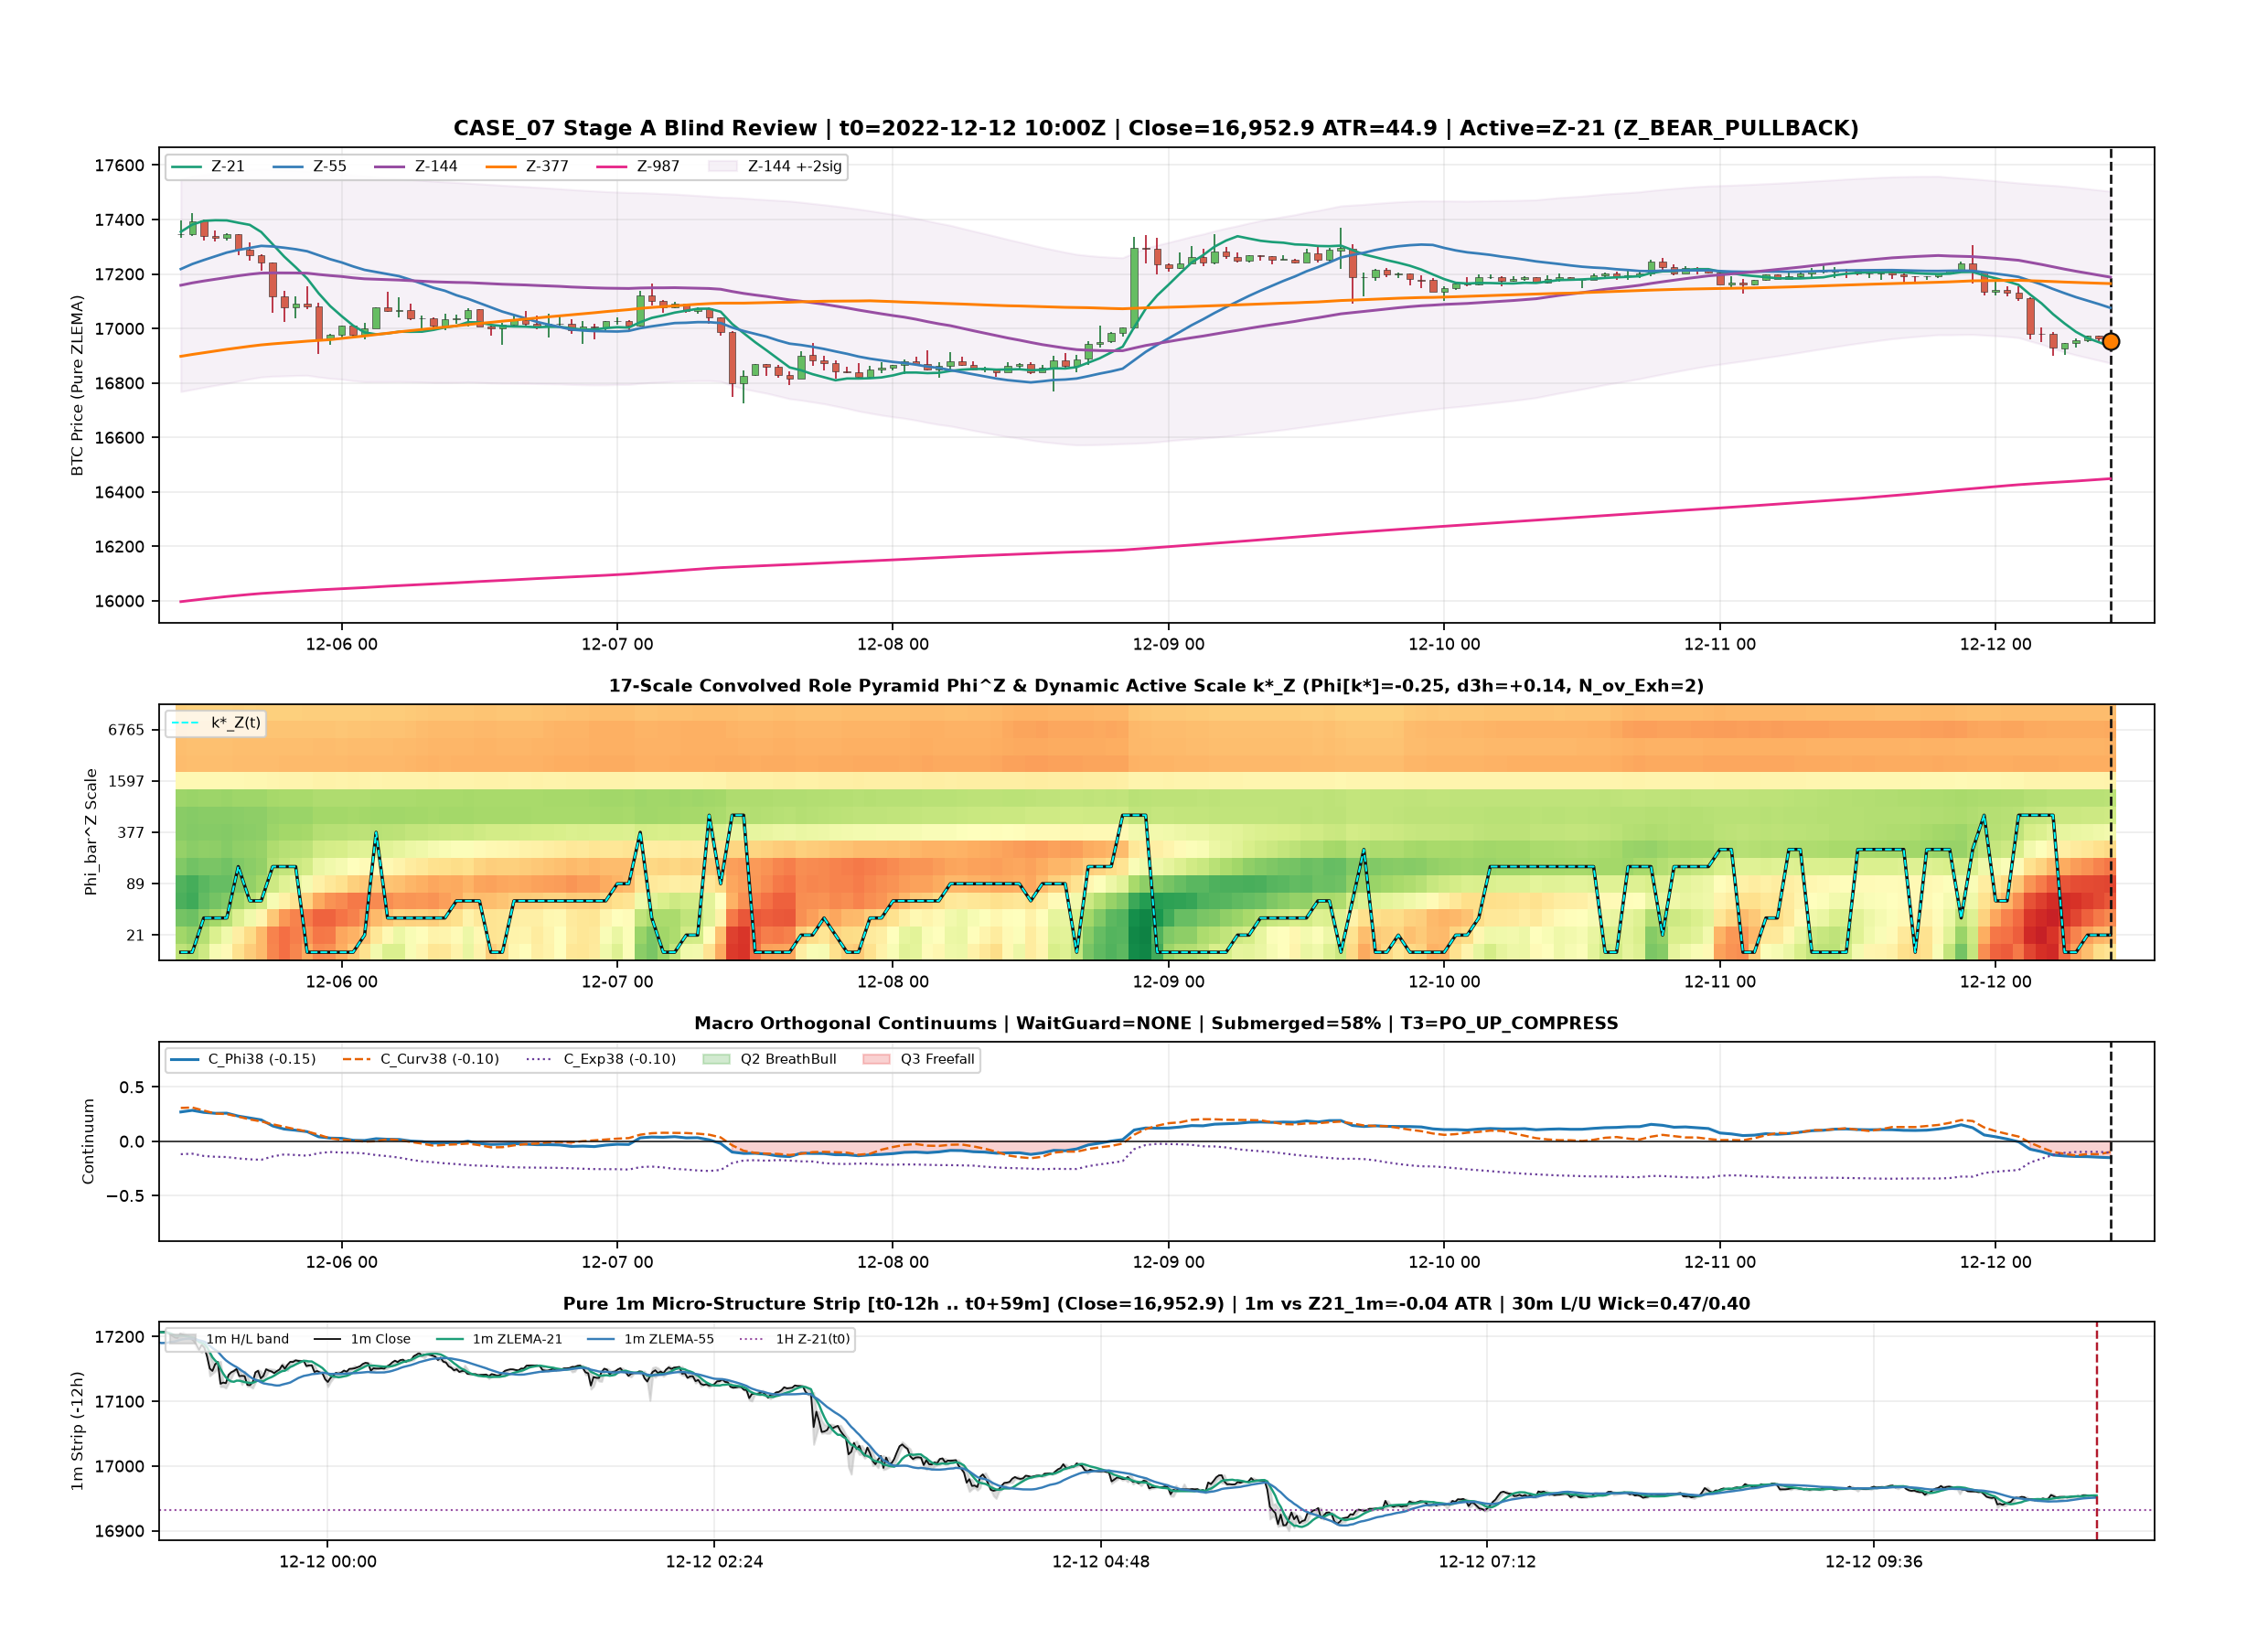 CASE_07 Stage A Blind Review | t0=2022-12-12 10:00Z | Close=16,952.9 ATR=44.9 | Active=Z-21 (Z_BEAR_PULLBACK)
Z-21 Z-55 Z-144 Z-377 Z-987 Z-144 +-2sig
BTC Price (Pure ZLEMA)
17600
17400
17200
17000
16800
16600
16400
16200
16000
12-06 00 12-07 00 12-08 00 12-09 00 12-10 00 12-11 00 12-12 00
17-Scale Convolved Role Pyramid Phi^Z & Dynamic Active Scale k*_Z (Phi[k*]=-0.25, d3h=+0.14, N_ov_Exh=2)
k*_Z(t)
Phi_bar^Z Scale
6765
1597
377
89
21
12-06 00 12-07 00 12-08 00 12-09 00 12-10 00 12-11 00 12-12 00
Macro Orthogonal Continuums | WaitGuard=NONE | Submerged=58% | T3=PO_UP_COMPRESS
C_Phi38 (-0.15) C_Curv38 (-0.10) C_Exp38 (-0.10) Q2 BreathBull Q3 Freefall
Continuum
0.5
0.0
−0.5
12-06 00 12-07 00 12-08 00 12-09 00 12-10 00 12-11 00 12-12 00
Pure 1m Micro-Structure Strip [t0-12h .. t0+59m] (Close=16,952.9) | 1m vs Z21_1m=-0.04 ATR | 30m L/U Wick=0.47/0.40
1m H/L band 1m Close 1m ZLEMA-21 1m ZLEMA-55 1H Z-21(t0)
1m Strip (-12h)
17200
17100
17000
16900
12-12 00:00 12-12 02:24 12-12 04:48 12-12 07:12 12-12 09:36